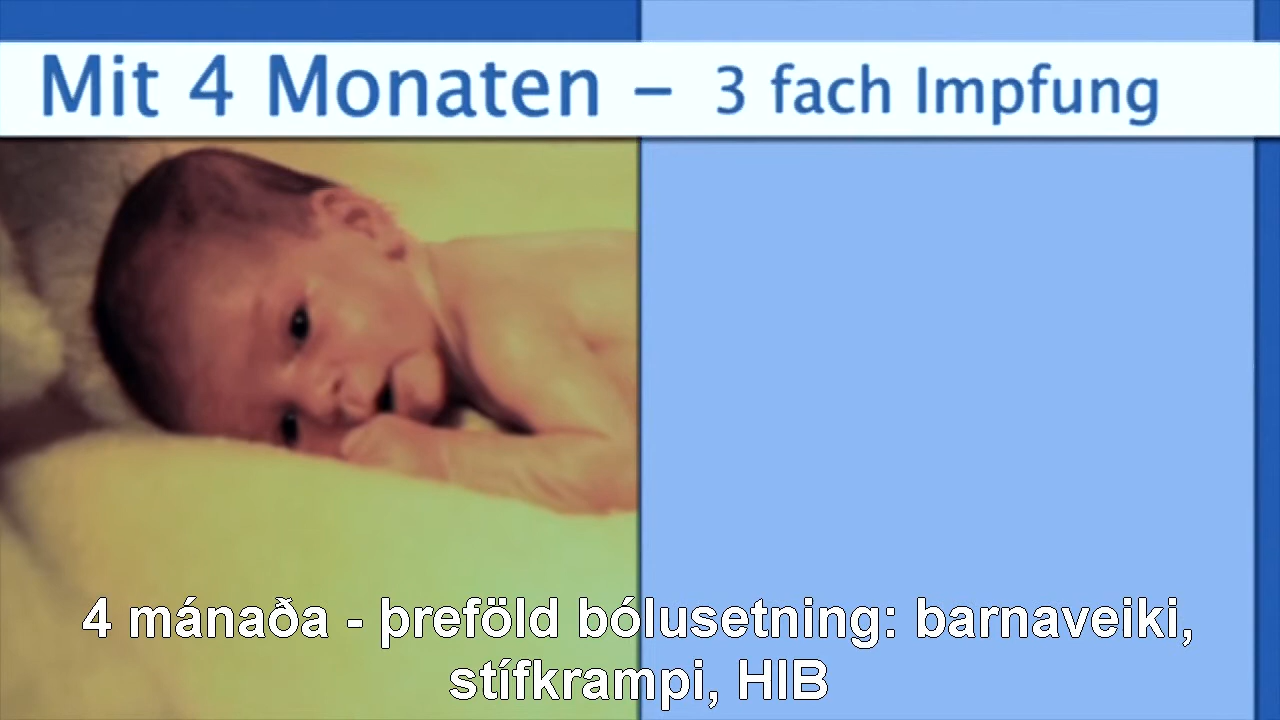 Mit 4 Monaten – 3 fach Impfung
4 mánaða - þreföld bólusetning: barnaveiki,
stífkrampi, HIB